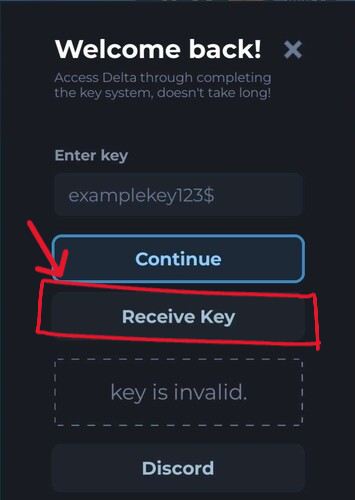 Welcome back!
Access Delta through completing
the key system, doesn't take long!
Enter key
examplekey123$
Continue
Receive Key
key is invalid.
Discord